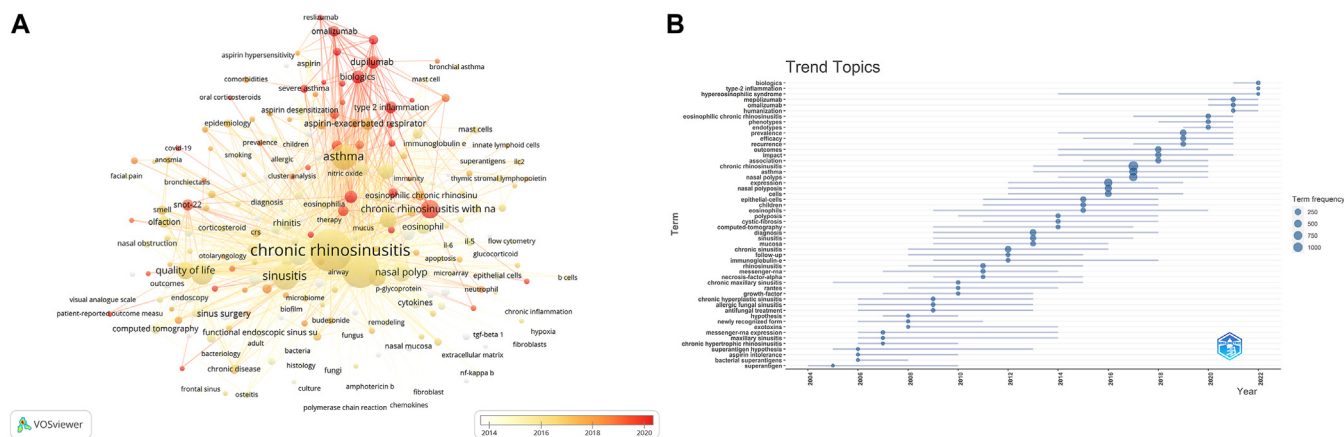 A
reslizumab
omalizumab
aspirin hypersensitivity
aspirin
dupilumab
bronchial asthma
comorbidities
biologics
mast cell
severe asthma
oral corticosteroids
aspirin desensitization
type 2 inflammation
epidemiology
aspirin-exacerbated respirator
prevalence
children
mast cells
covid-19
smoking
allergic
asthma
immunoglobulin e
innate lymphoid cells
anosmia
superantigens
ilc2
facial pain
cluster analysis
nitric oxide
immunity
bronchiectasis
thymic stromal lymphopoietin
snot-22
diagnosis
eosinophilia
eosinophilic chronic rhinosinu
smell
therapy
chronic rhinosinusitis with na
olfaction
corticosteroid
rhinitis
mucus
eosinophil
crs
nasal obstruction
otolaryngology
chronic rhinosinusitis
il-6
il-5
flow cytometry
glucocorticoid
apoptosis
quality of life
sinusitis
airway
nasal polyp
microarray
epithelial cells
b cells
outcomes
endoscopy
p-glycoprotein
neutrophil
visual analogue scale
microbiome
cytokines
patient-reported outcome measu
sinus surgery
biofilm
chronic inflammation
budesonide
remodeling
computed tomography
functional endoscopic sinus su
fungus
tgf-beta 1
hypoxia
adult
nasal mucosa
fibroblasts
bacteriology
bacteria
extracellular matrix
chronic disease
histology
fungi
nf-kappa b
frontal sinus
osteitis
culture
amphotericin b
fibroblast
polymerase chain reaction
chemokines
VOSviewer
2014
2016
2018
2020
B
Trend Topics
biologics
type-2 inflammation
hypereosinophilic syndrome
mepolizumab
omalizumab
humanization
eosinophilic chronic rhinosinusitis
phenotypes
endotypes
prevalence
efficacy
recurrence
outcomes
impact
association
chronic rhinosinusitis
asthma
nasal polyps
expression
nasal polyposis
cells
epithelial-cells
children
eosinophils
polyposis
cystic-fibrosis
computed-tomography
diagnosis
sinusitis
mucosa
chronic sinusitis
follow-up
immunoglobulin-e
rhinosinusitis
messenger-rna
necrosis-factor-alpha
chronic maxillary sinusitis
rantes
growth-factor
chronic hyperplastic sinusitis
allergic fungal sinusitis
antifungal treatment
hypothesis
newly recognized form
exotoxins
messenger-rna expression
maxillary sinusitis
chronic hypertrophic rhinosinusitis
superantigen hypothesis
aspirin intolerance
bacterial superantigens
superantigen
Term
2004
2006
2008
2010
2012
2014
2016
2018
2020
2022
Year
Term frequency
250
500
750
1000